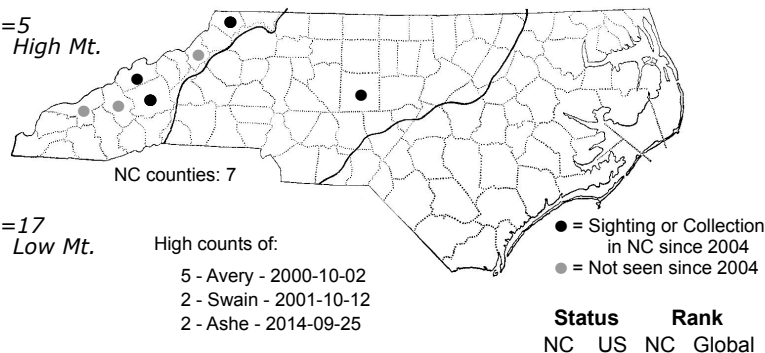 =5
High Mt.
NC counties: 7
=17
Low Mt.
High counts of:
5 - Avery - 2000-10-02
2 - Swain - 2001-10-12
2 - Ashe - 2014-09-25
● = Sighting or Collection
in NC since 2004
● = Not seen since 2004
Status Rank
NC US NC Global